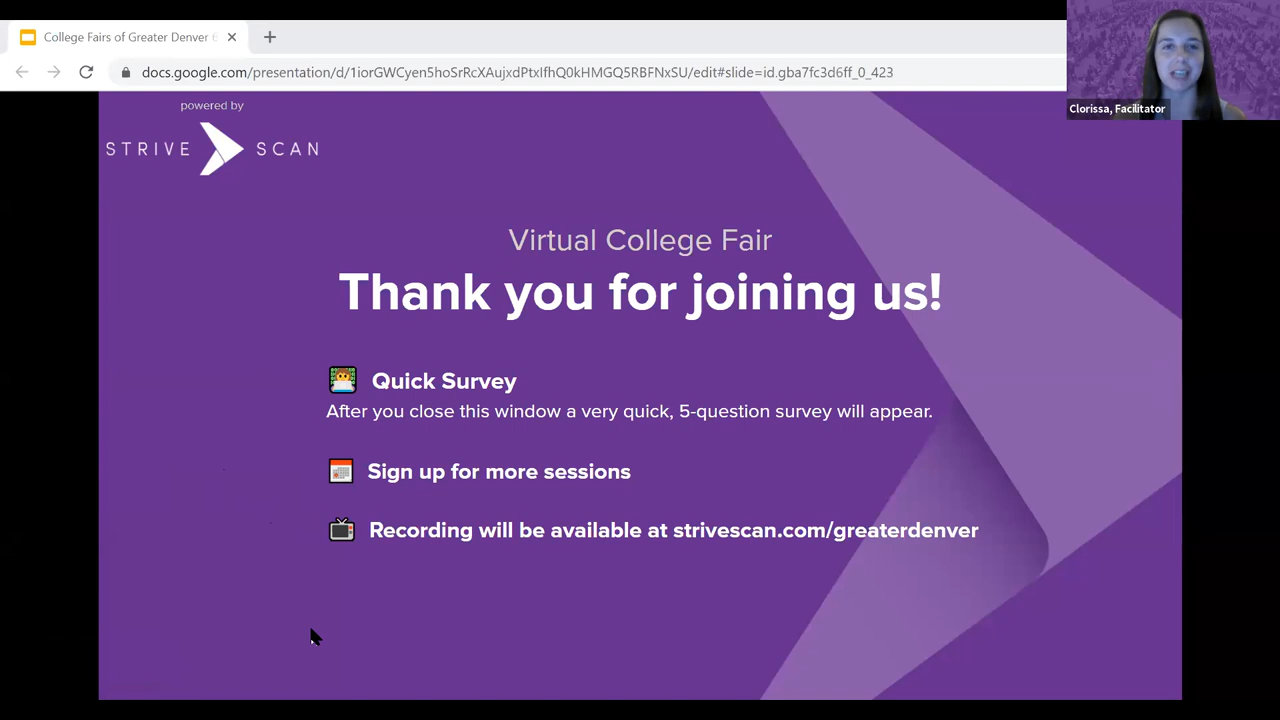 College Fairs of Greater Denver 6
docs.google.com/presentation/d/1iorGWCyen5hoSrRcXAujxdPtxIfhQ0kHMGQ5RBFNxSU/edit#slide=id.gba7fc3d6ff_0_423
Clorissa, Facilitator
powered by
STRIVE SCAN
Virtual College Fair
Thank you for joining us!
Quick Survey
After you close this window a very quick, 5-question survey will appear.
Sign up for more sessions
Recording will be available at strivescan.com/greaterdenver